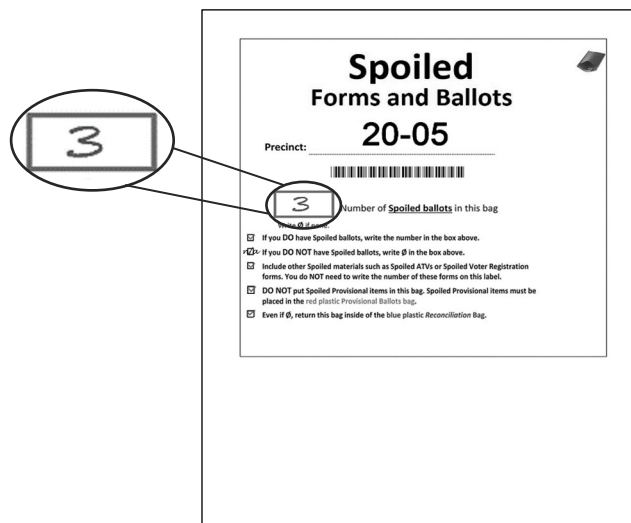 Spoiled
Forms and Ballots
Precinct: 20-05
3
3 Number of Spoiled ballots in this bag
Write Ø if none.
If you DO have Spoiled ballots, write the number in the box above.
n/a If you DO NOT have Spoiled ballots, write Ø in the box above.
Include other Spoiled materials such as Spoiled ATVs or Spoiled Voter Registration
forms. You do NOT need to write the number of these forms on this label.
DO NOT put Spoiled Provisional items in this bag. Spoiled Provisional items must be
placed in the red plastic Provisional Ballots bag.
Even if Ø, return this bag inside of the blue plastic Reconciliation Bag.